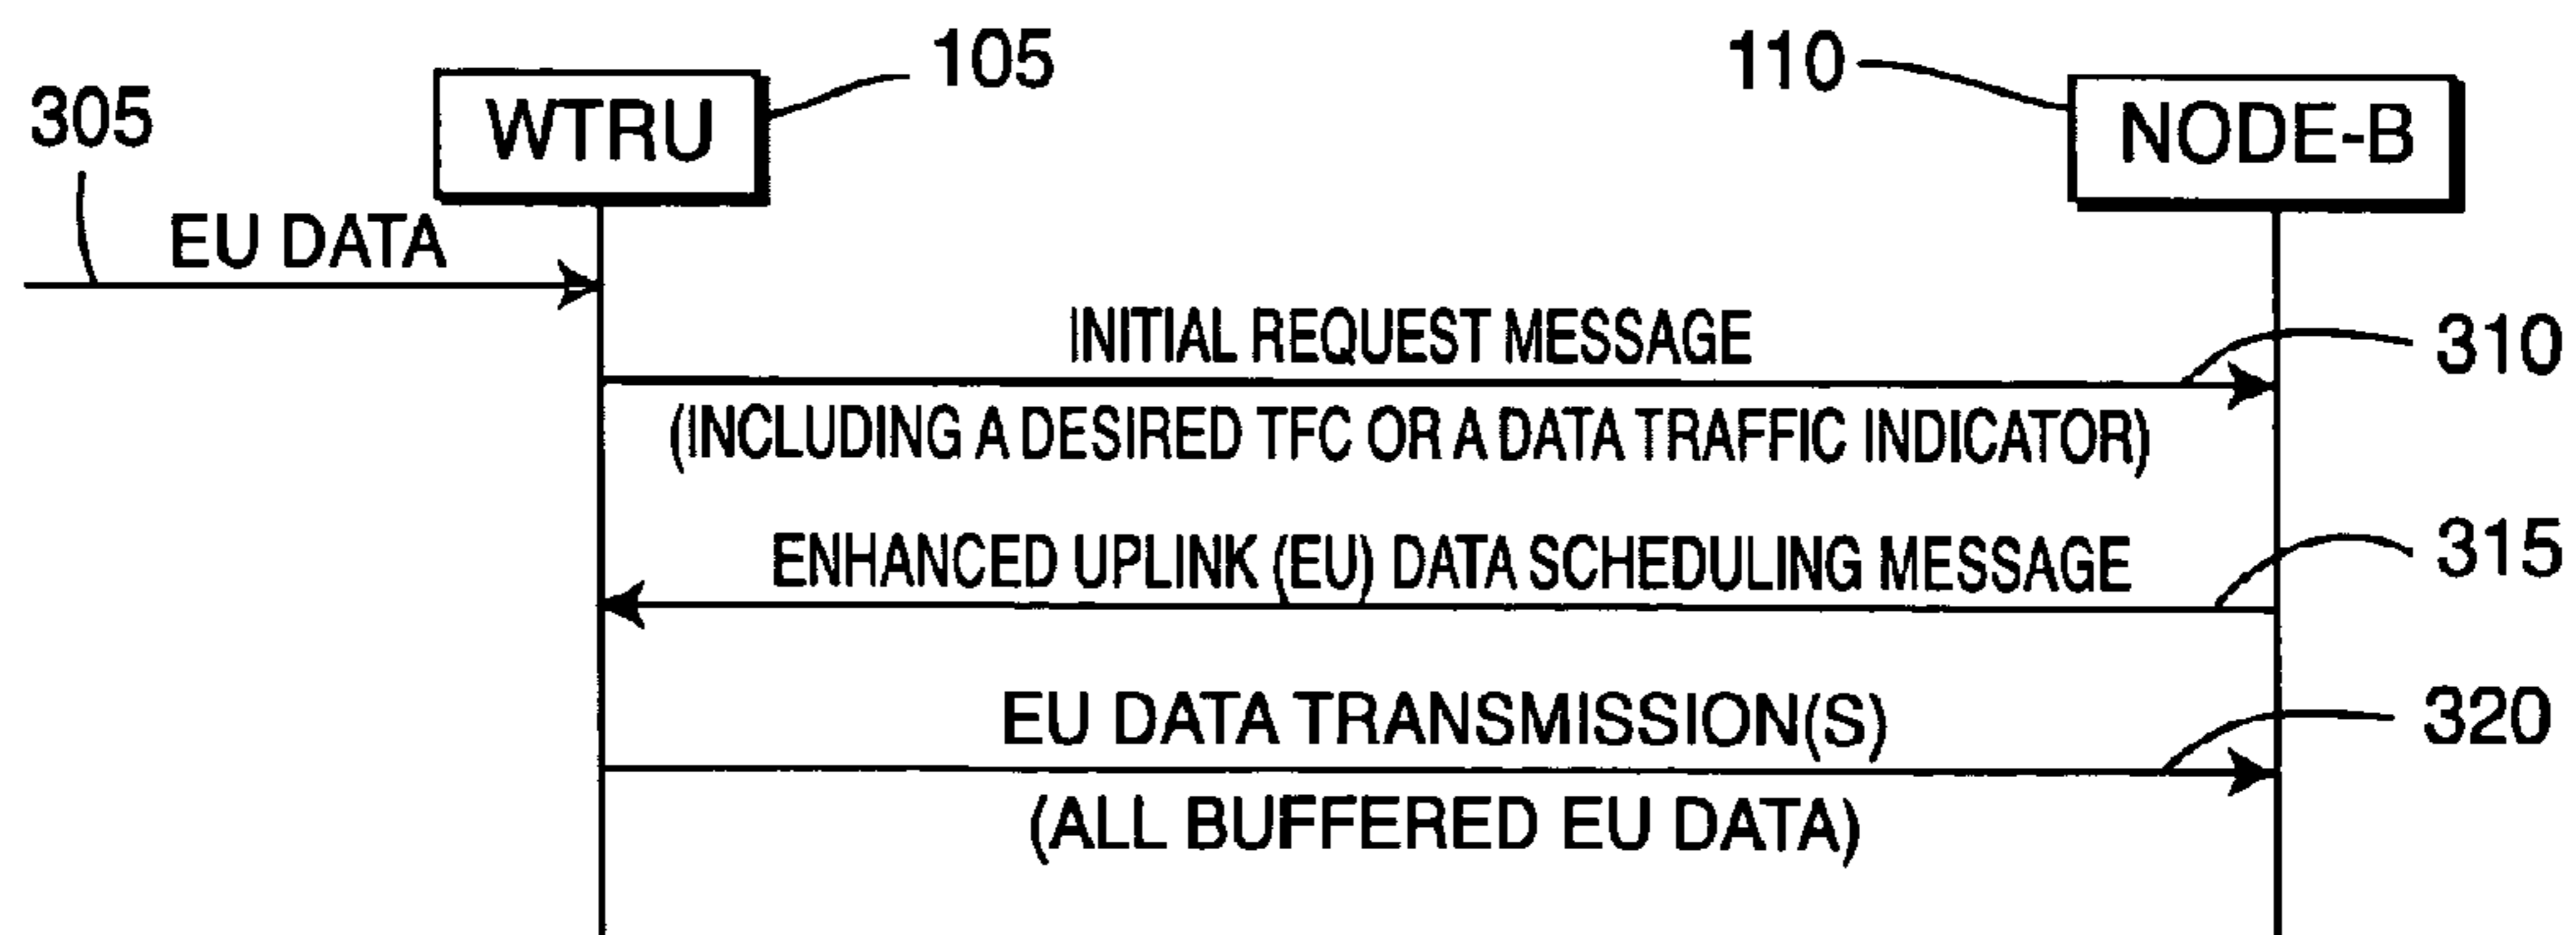 105
110
305
WTRU
NODE-B
EU DATA
INITIAL REQUEST MESSAGE
310
(INCLUDING A DESIRED TFC OR A DATA TRAFFIC INDICATOR)
ENHANCED UPLINK (EU) DATA SCHEDULING MESSAGE
315
EU DATA TRANSMISSION(S)
320
(ALL BUFFERED EU DATA)